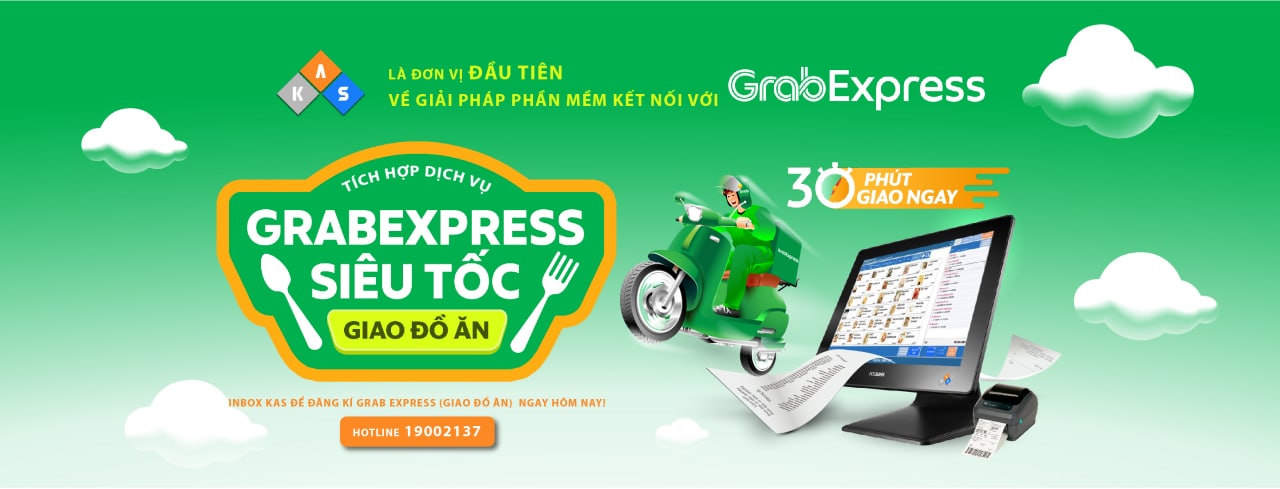 KAS
LÀ ĐƠN VỊ ĐẦU TIÊN
VỀ GIẢI PHÁP PHẦN MỀM KẾT NỐI VỚI
GrabExpress
TÍCH HỢP DỊCH VỤ
GRABEXPRESS
SIÊU TỐC
GIAO ĐỒ ĂN
30 PHÚT
GIAO NGAY
GrabExpress
INBOX KAS ĐỂ ĐĂNG KÍ GRAB EXPRESS (GIAO ĐỒ ĂN) NGAY HÔM NAY!
HOTLINE 19002137